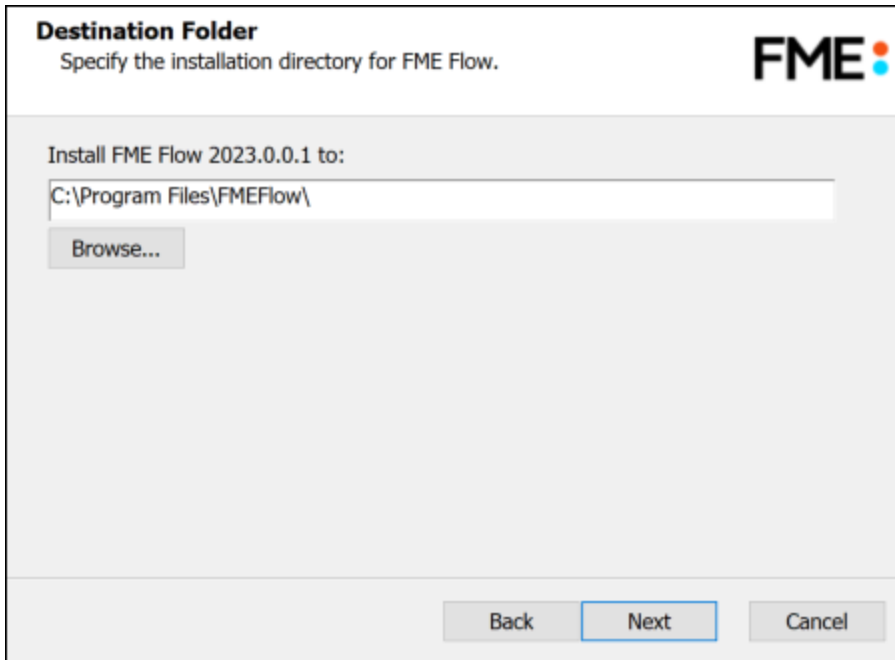 Destination Folder
Specify the installation directory for FME Flow.
FME
Install FME Flow 2023.0.0.1 to:
C:\Program Files\FMEFlow\
Browse...
Back
Next
Cancel